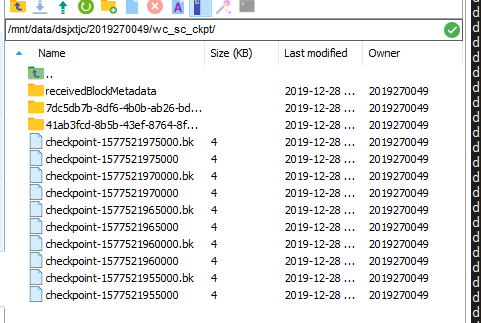 /mnt/data/dsjxtjc/2019270049/wc_sc_ckpt/
Name Size (KB) Last modified Owner
..
receivedBlockMetadata 2019-12-28 ... 2019270049
7dc5db7b-8df6-4b0b-ab26-bd... 2019-12-28 ... 2019270049
41ab3fcd-8b5b-43ef-8764-8f... 2019-12-28 ... 2019270049
checkpoint-1577521975000.bk 4 2019-12-28 ... 2019270049
checkpoint-1577521975000 4 2019-12-28 ... 2019270049
checkpoint-1577521970000.bk 4 2019-12-28 ... 2019270049
checkpoint-1577521970000 4 2019-12-28 ... 2019270049
checkpoint-1577521965000.bk 4 2019-12-28 ... 2019270049
checkpoint-1577521965000 4 2019-12-28 ... 2019270049
checkpoint-1577521960000.bk 4 2019-12-28 ... 2019270049
checkpoint-1577521960000 4 2019-12-28 ... 2019270049
checkpoint-1577521955000.bk 4 2019-12-28 ... 2019270049
checkpoint-1577521955000 4 2019-12-28 ... 2019270049